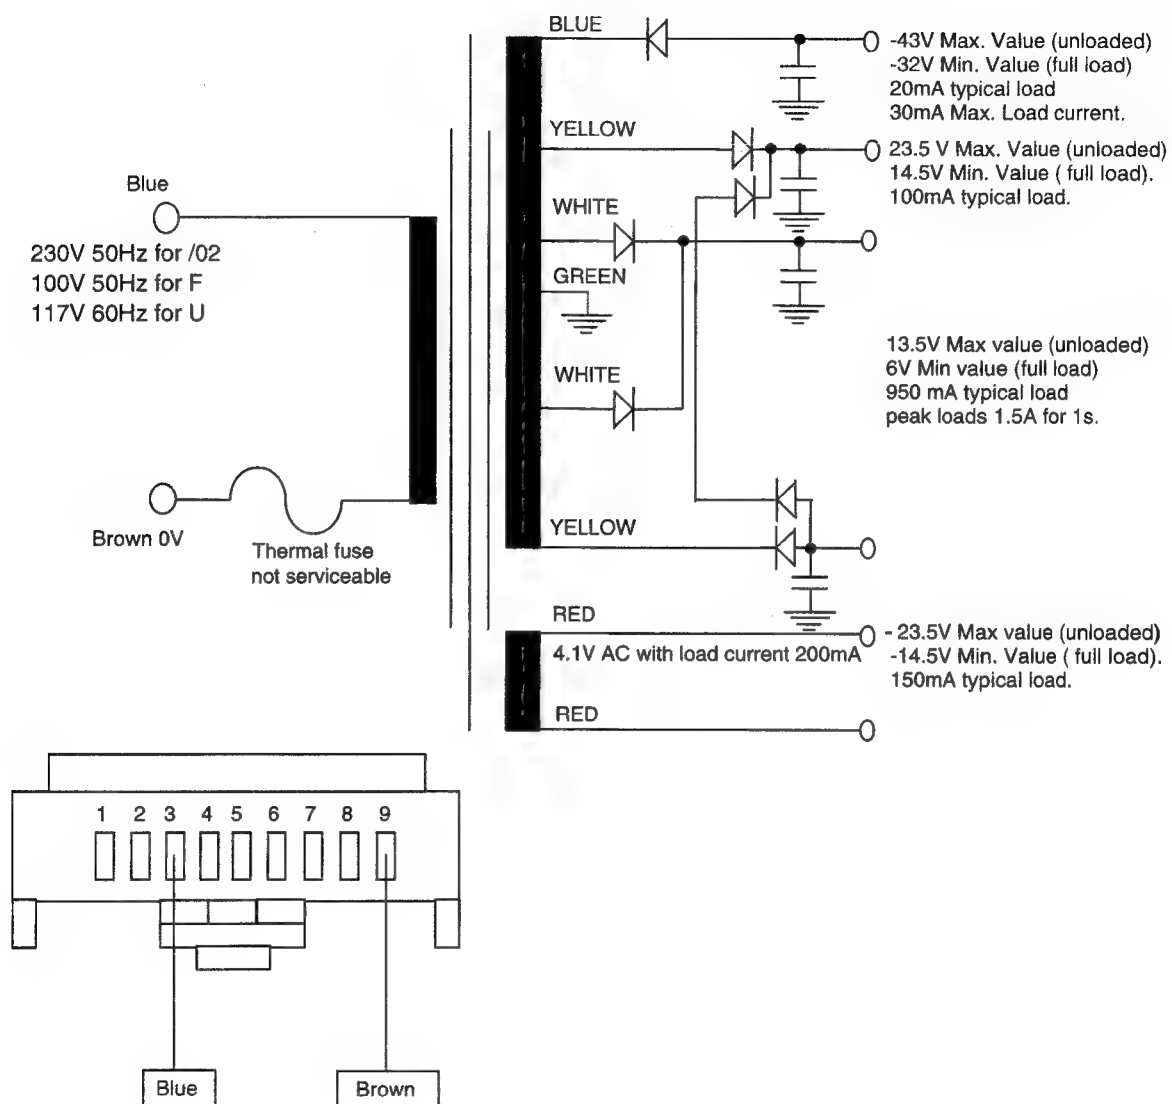 BLUE
-43V Max. Value (unloaded)
-32V Min. Value (full load)
20mA typical load
30mA Max. Load current.
YELLOW
23.5 V Max. Value (unloaded)
14.5V Min. Value ( full load).
100mA typical load.
Blue
230V 50Hz for /02
100V 50Hz for F
117V 60Hz for U
WHITE
GREEN
13.5V Max value (unloaded)
6V Min value (full load)
950 mA typical load
peak loads 1.5A for 1s.
WHITE
Brown 0V
Thermal fuse
not serviceable
YELLOW
RED
4.1V AC with load current 200mA
- 23.5V Max value (unloaded)
-14.5V Min. Value ( full load).
150mA typical load.
RED
1 2 3 4 5 6 7 8 9
Blue
Brown